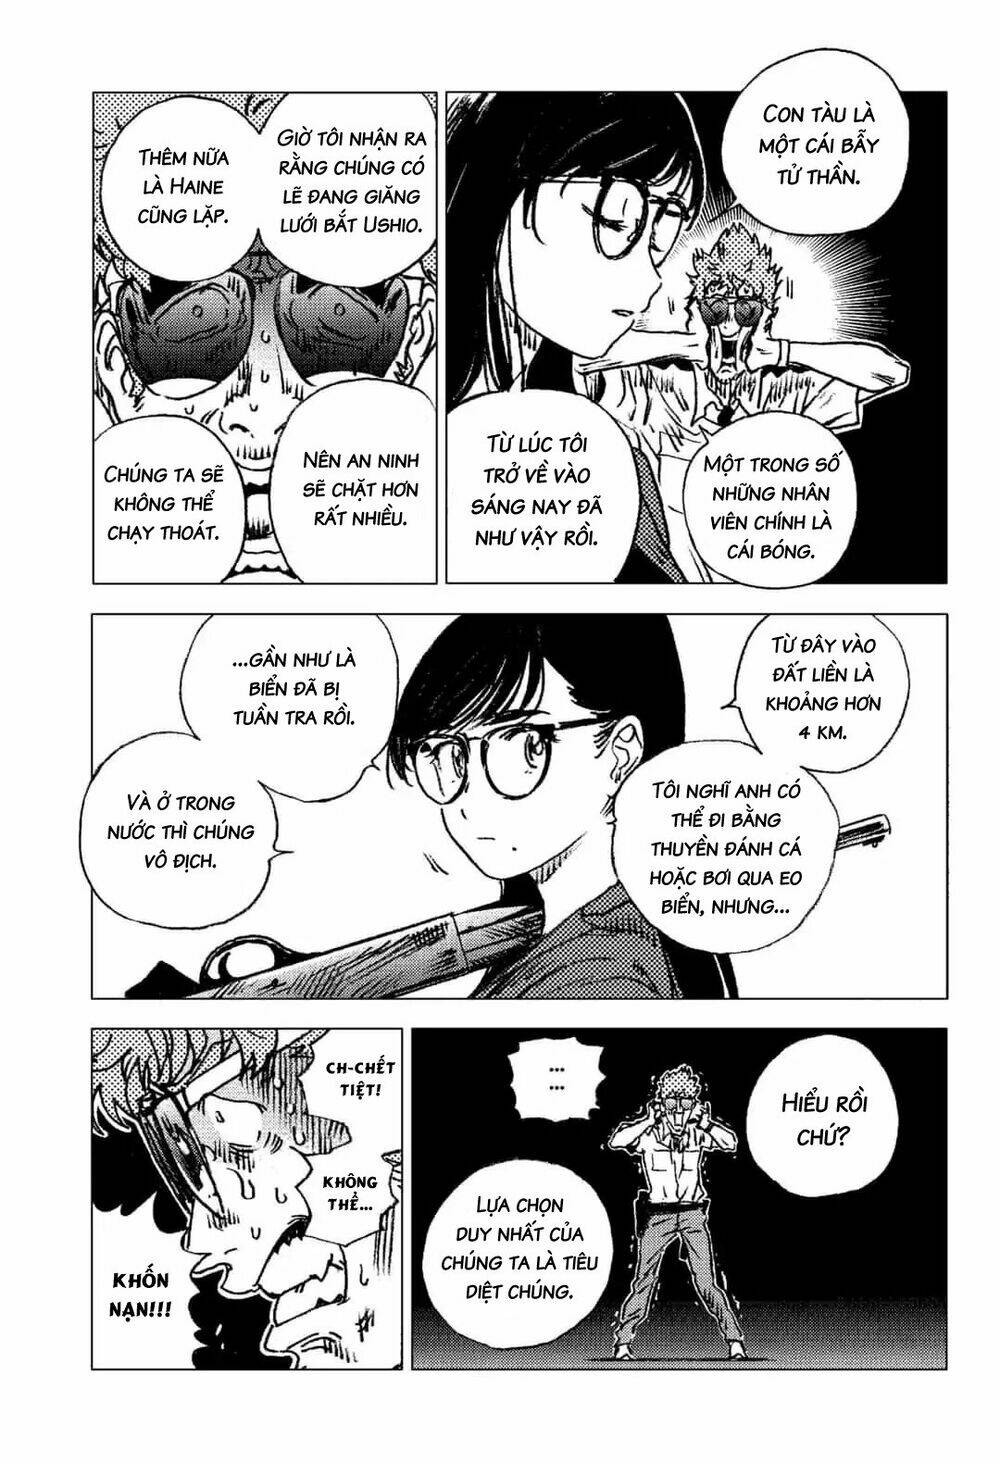 CON TÀU LÀ
MỘT CÁI BẪY
TỬ THẦN.
MỘT TRONG SỐ
NHỮNG NHÂN
VIÊN CHÍNH LÀ
CÁI BÓNG.
TỪ LÚC TÔI
TRỞ VỀ VÀO
SÁNG NAY ĐÃ
NHƯ VẬY RỒI.
GIỜ TÔI NHẬN RA
RẰNG CHÚNG CÓ
LẼ ĐANG GIĂNG
LƯỚI BẮT USHIO.
THÊM NỮA
LÀ HAINE
CŨNG LẶP.
NÊN AN NINH
SẼ CHẶT HƠN
RẤT NHIỀU.
CHÚNG TA SẼ
KHÔNG THỂ
CHẠY THOÁT.
TỪ ĐÂY VÀO
ĐẤT LIỀN LÀ
KHOẢNG HƠN
4 KM.
TÔI NGHĨ ANH CÓ
THỂ ĐI BẰNG
THUYỀN ĐÁNH CÁ
HOẶC BƠI QUA EO
BIỂN, NHƯNG...
...GẦN NHƯ LÀ
BIỂN ĐÃ BỊ
TUẦN TRA RỒI.
VÀ Ở TRONG
NƯỚC THÌ CHÚNG
VÔ ĐỊCH.
HIỂU RỒI
CHỨ?
...
...
LỰA CHỌN
DUY NHẤT CỦA
CHÚNG TA LÀ TIÊU
DIỆT CHÚNG.
CH-CHẾT
TIỆT!
KHÔNG
THỂ...
KHỐN
NẠN!!!